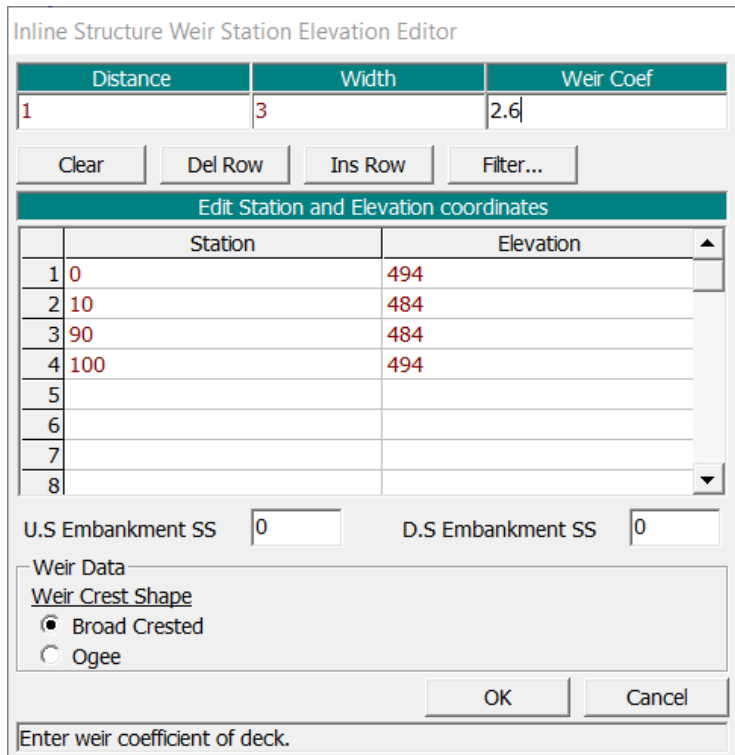 Inline Structure Weir Station Elevation Editor
Distance Width Weir Coef
1 3 2.6
Clear Del Row Ins Row Filter...
Edit Station and Elevation coordinates
Station Elevation
1 0 494
2 10 484
3 90 484
4 100 494
5
6
7
8
U.S Embankment SS 0 D.S Embankment SS 0
Weir Data
Weir Crest Shape
Broad Crested
Ogee
OK Cancel
Enter weir coefficient of deck.